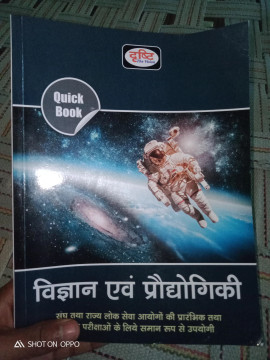 दृष्टि
Quick
Book
विज्ञान एवं प्रौद्योगिकी
संघ तथा राज्य लोक सेवा आयोगों की प्रारंभिक तथा
परीक्षाओं के लिये समान रूप से उपयोगी
SHOT ON OPPO